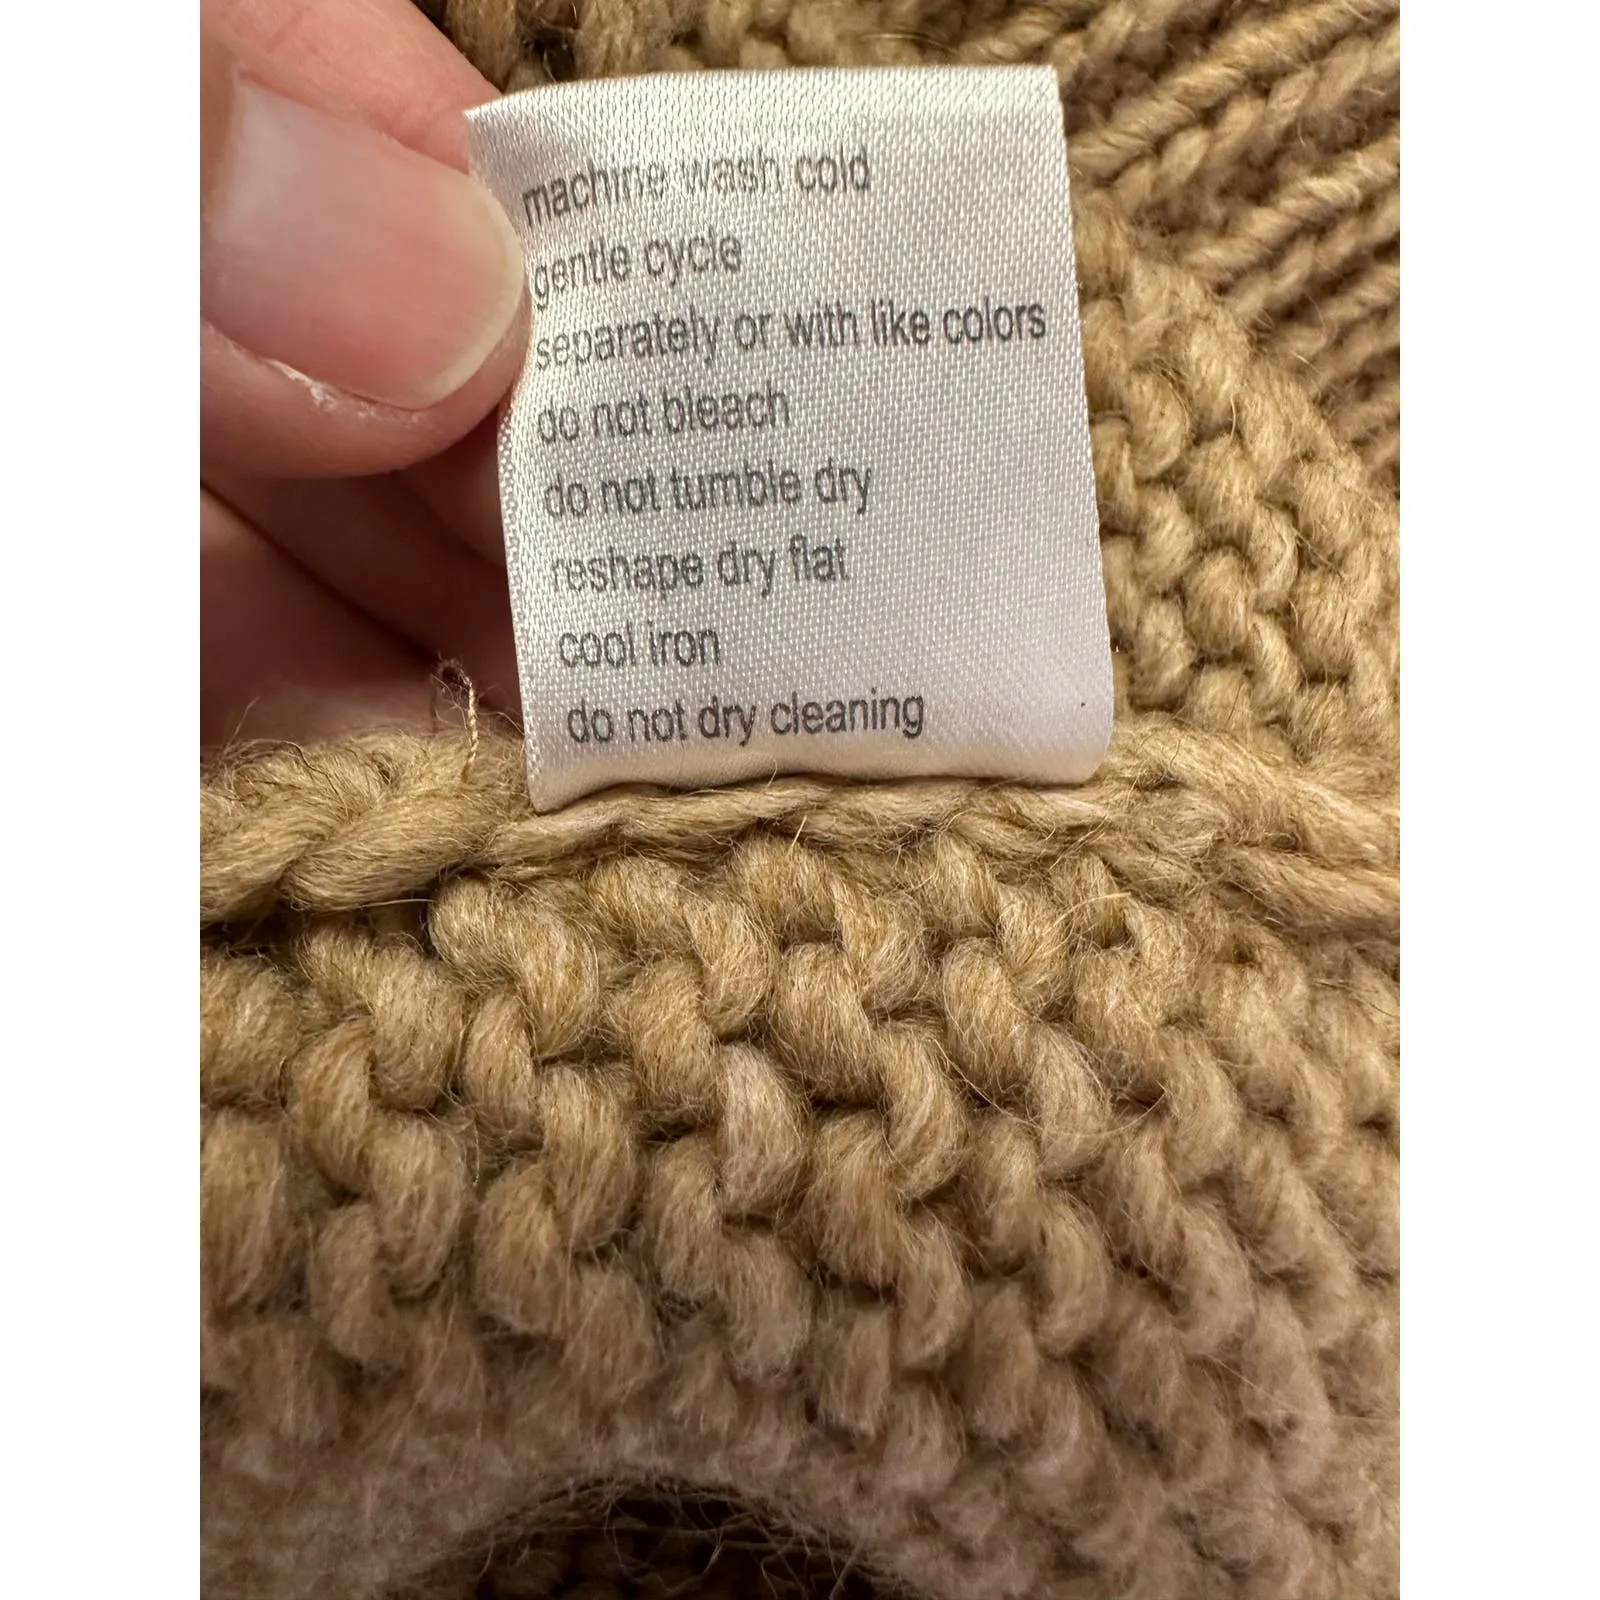 machine wash cold
gentle cycle
separately or with like colors
do not bleach
do not tumble dry
reshape dry flat
cool iron
do not dry cleaning